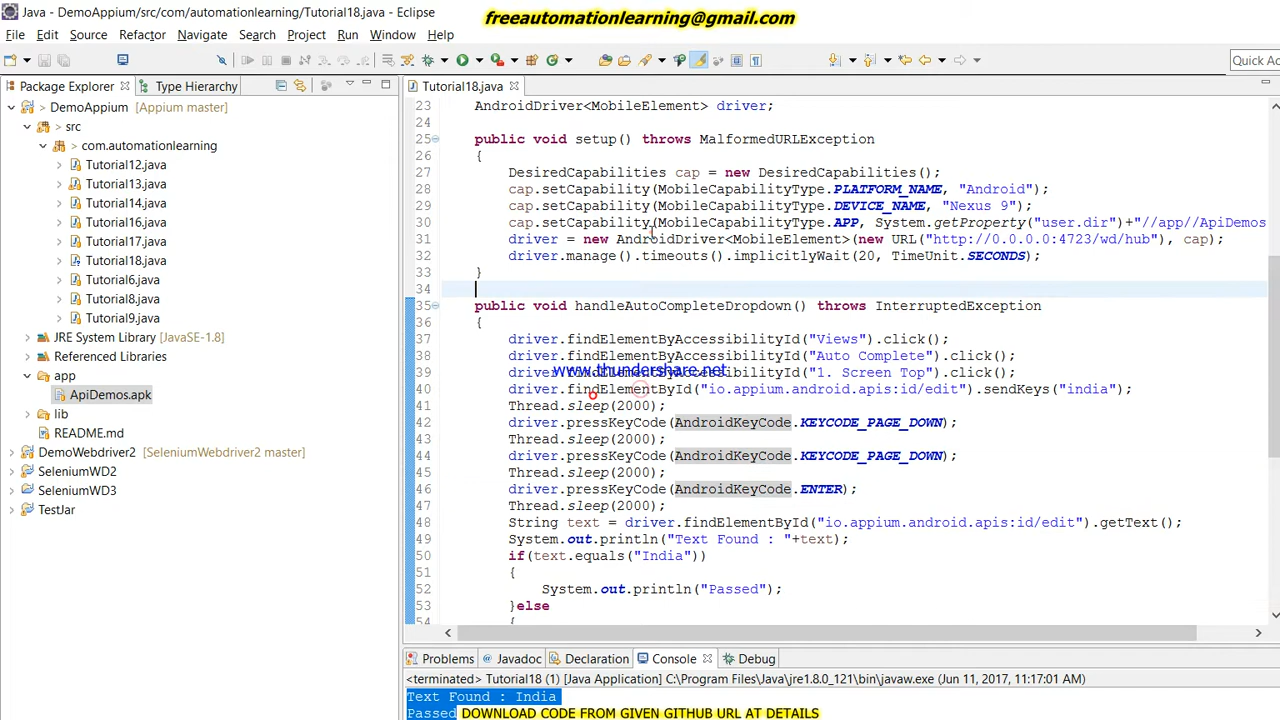 Java - DemoAppium/src/com/automationlearning/Tutorial18.java - Eclipse
freeautomationlearning@gmail.com
File Edit Source Refactor Navigate Search Project Run Window Help
Quick Ac
Package Explorer Type Hierarchy
DemoAppium [Appium master]
src
com.automationlearning
Tutorial12.java
Tutorial13.java
Tutorial14.java
Tutorial16.java
Tutorial17.java
Tutorial18.java
Tutorial6.java
Tutorial8.java
Tutorial9.java
JRE System Library [JavaSE-1.8]
Referenced Libraries
app
ApiDemos.apk
lib
README.md
DemoWebdriver2 [SeleniumWebdriver2 master]
SeleniumWD2
SeleniumWD3
TestJar
Tutorial18.java
23 AndroidDriver<MobileElement> driver;
24
25 public void setup() throws MalformedURLException
26 {
27 DesiredCapabilities cap = new DesiredCapabilities();
28 cap.setCapability(MobileCapabilityType.PLATFORM_NAME, "Android");
29 cap.setCapability(MobileCapabilityType.DEVICE_NAME, "Nexus 9");
30 cap.setCapability(MobileCapabilityType.APP, System.getProperty("user.dir")+"//app//ApiDemos
31 driver = new AndroidDriver<MobileElement>(new URL("http://0.0.0.0:4723/wd/hub"), cap);
32 driver.manage().timeouts().implicitlyWait(20, TimeUnit.SECONDS);
33 }
34
35 public void handleAutoCompleteDropdown() throws InterruptedException
36 {
37 driver.findElementByAccessibilityId("Views").click();
38 driver.findElementByAccessibilityId("Auto Complete").click();
www.thundershare.net
39 driver.findElementByAccessibilityId("1. Screen Top").click();
40 driver.findElementById("io.appium.android.apis:id/edit").sendKeys("india");
41 Thread.sleep(2000);
42 driver.pressKeyCode(AndroidKeyCode.KEYCODE_PAGE_DOWN);
43 Thread.sleep(2000);
44 driver.pressKeyCode(AndroidKeyCode.KEYCODE_PAGE_DOWN);
45 Thread.sleep(2000);
46 driver.pressKeyCode(AndroidKeyCode.ENTER);
47 Thread.sleep(2000);
48 String text = driver.findElementById("io.appium.android.apis:id/edit").getText();
49 System.out.println("Text Found : "+text);
50 if(text.equals("India"))
51 {
52 System.out.println("Passed");
53 }else
54 {
Problems Javadoc Declaration Console Debug
<terminated> Tutorial18 (1) [Java Application] C:\Program Files\Java\jre1.8.0_121\bin\javaw.exe (Jun 11, 2017, 11:17:01 AM)
Text Found : India
Passed DOWNLOAD CODE FROM GIVEN GITHUB URL AT DETAILS